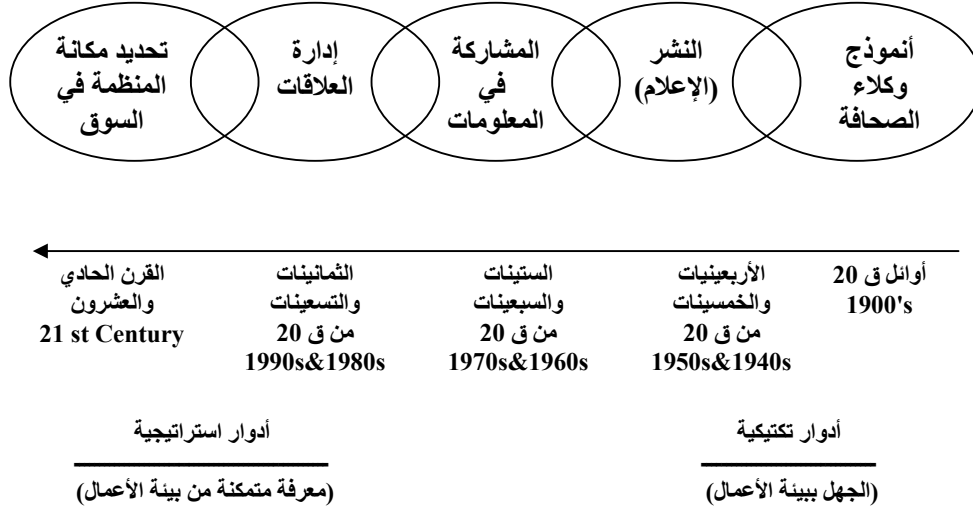 أنموذج
وكلاء
الصحافة
النشر
(الإعلام)
المشاركة
في
المعلومات
إدارة
العلاقات
تحديد مكانة
المنظمة في
السوق
أوائل ق 20
1900's
الأربعينيات
والخمسينات
من ق 20
1950s&1940s
الستينات
والسبعينات
من ق 20
1970s&1960s
الثمانينات
والتسعينات
من ق 20
1990s&1980s
القرن الحادي
والعشرون
21 st Century
أدوار تكتيكية
(الجهل ببيئة الأعمال)
أدوار استراتيجية
(معرفة متمكنة من بيئة الأعمال)